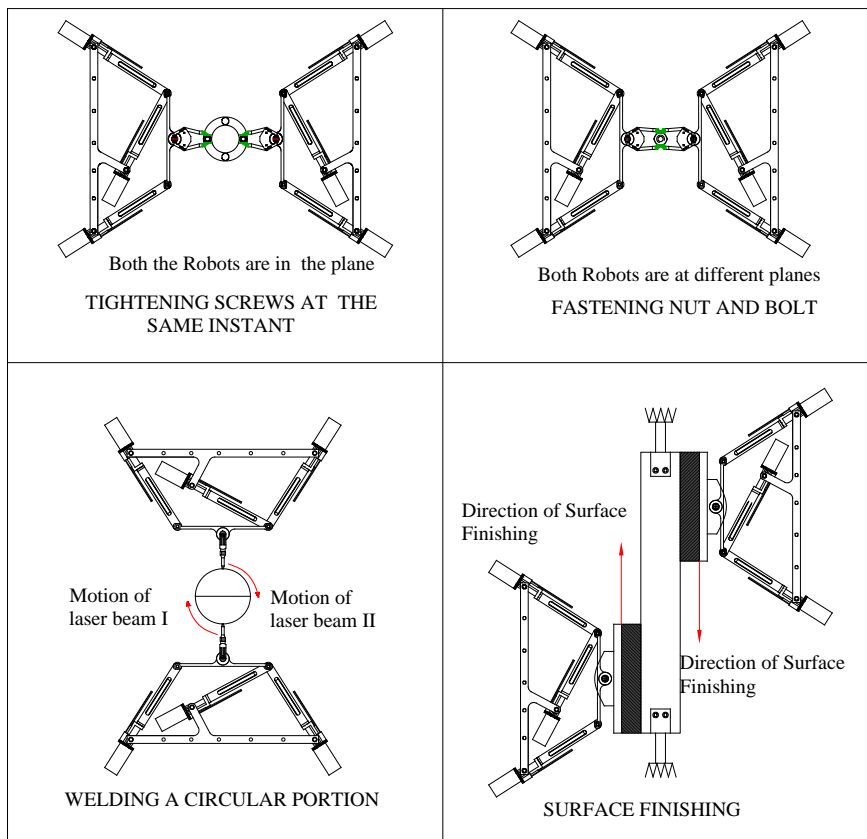 Both the Robots are in the plane
TIGHTENING SCREWS AT THE
SAME INSTANT
Both Robots are at different planes
FASTENING NUT AND BOLT
Motion of
laser beam I
Motion of
laser beam II
WELDING A CIRCULAR PORTION
Direction of Surface
Finishing
Direction of Surface
Finishing
SURFACE FINISHING